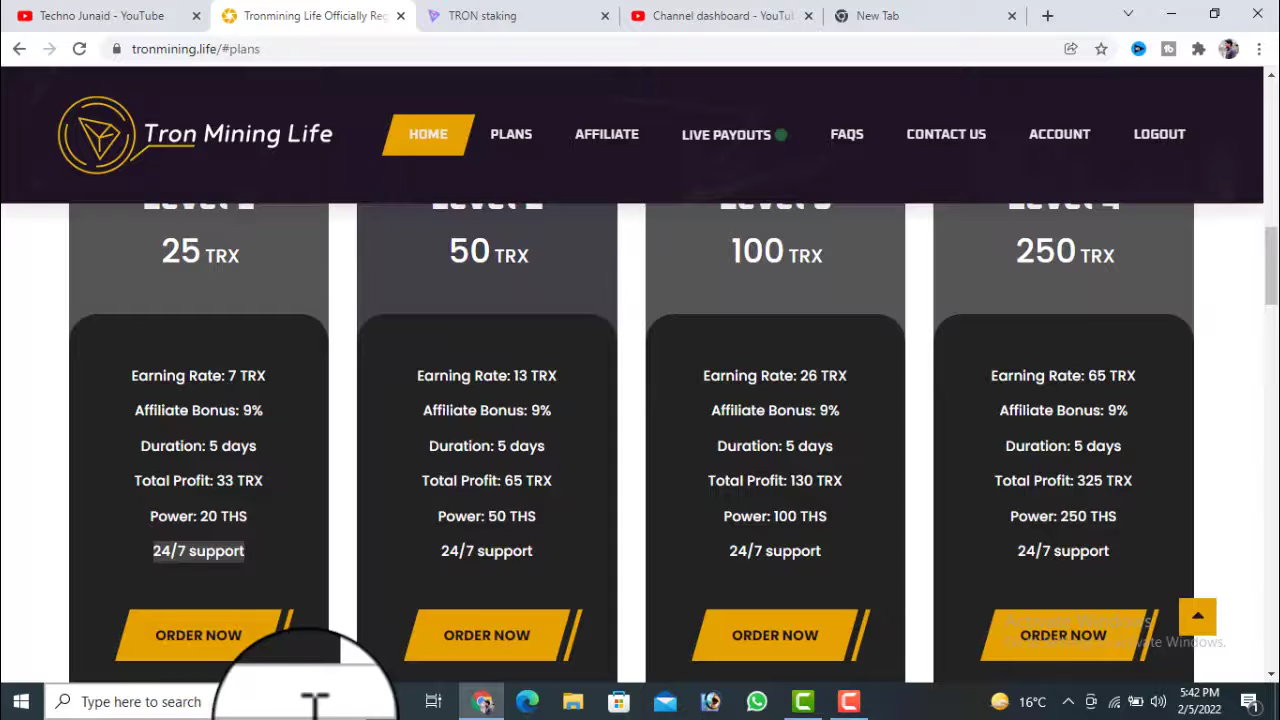 Techno Junaid - YouTube
Tronmining Life Officially Reg
TRON staking
Channel dashboard - YouTub
New Tab
tronmining.life/#plans
Tron Mining Life
HOME
PLANS
AFFILIATE
LIVE PAYOUTS
FAQS
CONTACT US
ACCOUNT
LOGOUT
25 TRX
50 TRX
100 TRX
250 TRX
Earning Rate: 7 TRX
Affiliate Bonus: 9%
Duration: 5 days
Total Profit: 33 TRX
Power: 20 THS
24/7 support
ORDER NOW
Earning Rate: 13 TRX
Affiliate Bonus: 9%
Duration: 5 days
Total Profit: 65 TRX
Power: 50 THS
24/7 support
ORDER NOW
Earning Rate: 26 TRX
Affiliate Bonus: 9%
Duration: 5 days
Total Profit: 130 TRX
Power: 100 THS
24/7 support
ORDER NOW
Earning Rate: 65 TRX
Affiliate Bonus: 9%
Duration: 5 days
Total Profit: 325 TRX
Power: 250 THS
24/7 support
ORDER NOW
Activate Windows
Windows.
Type here to search
16°C
5:42 PM
2/5/2022